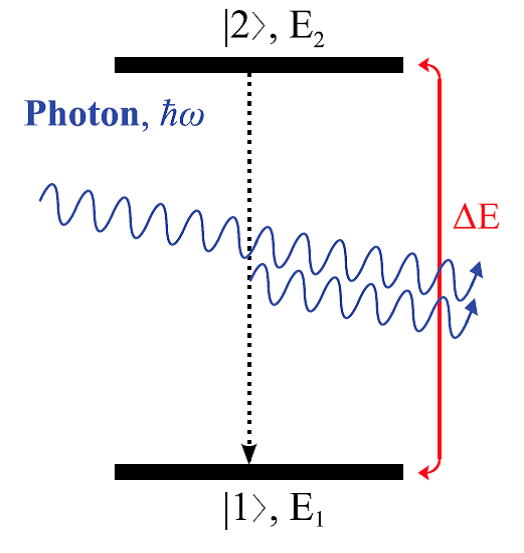 |2⟩, E₂
Photon, ħω
ΔE
|1⟩, E₁